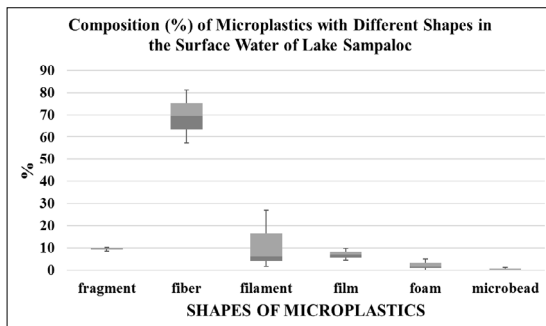 Composition (%) of Microplastics with Different Shapes in
the Surface Water of Lake Sampaloc
90
80
70
60
50
40
30
20
10
0
%
fragment fiber filament film foam microbead
SHAPES OF MICROPLASTICS